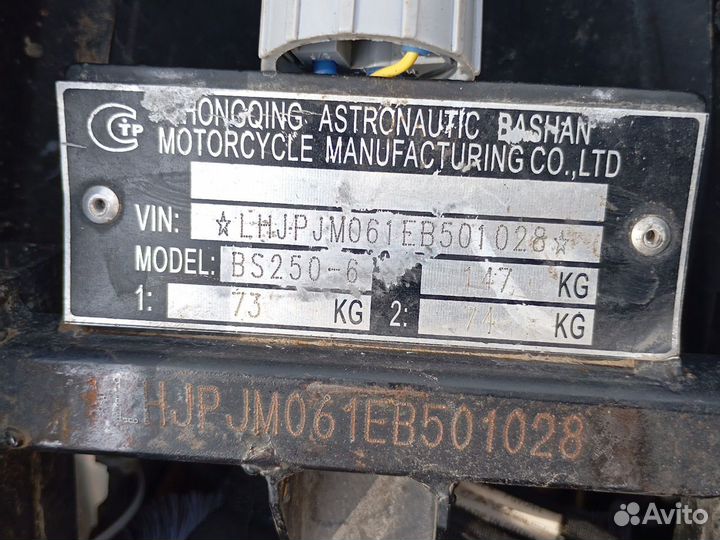 CTP
CHONGQING ASTRONAUTIC BASHAN
MOTORCYCLE MANUFACTURING CO.,LTD
VIN: ☆LHJPJM061EB501028☆
MODEL: BS250-6 147 KG
1: 73 KG 2: 74 KG
LHJPJM061EB501028
Avito